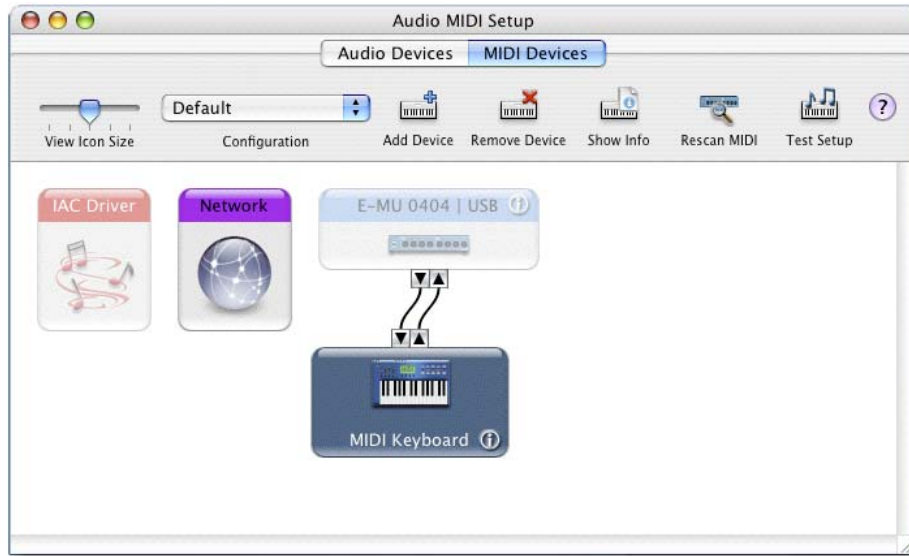 Audio MIDI Setup
Audio Devices MIDI Devices
Default
View Icon Size Configuration Add Device Remove Device Show Info Rescan MIDI Test Setup ?
IAC Driver Network E-MU 0404 | USB i
MIDI Keyboard i